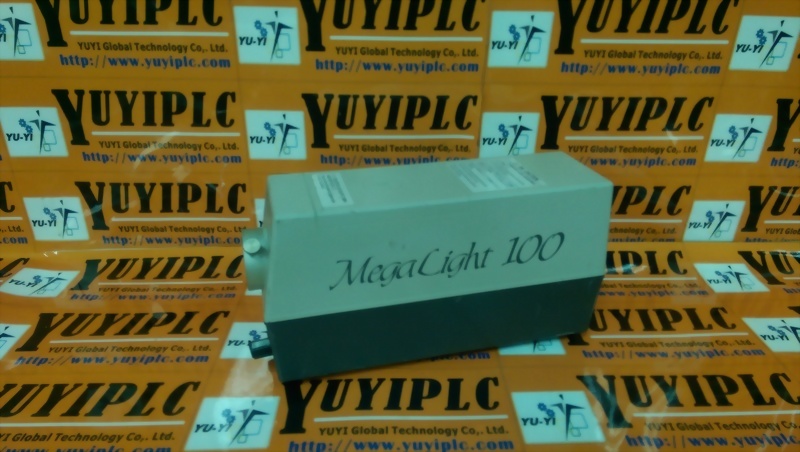 YUYIPLC
YUYI Global Technology Co,. Ltd.
http://www.yuyiplc.com
YU-YI
MegaLight 100